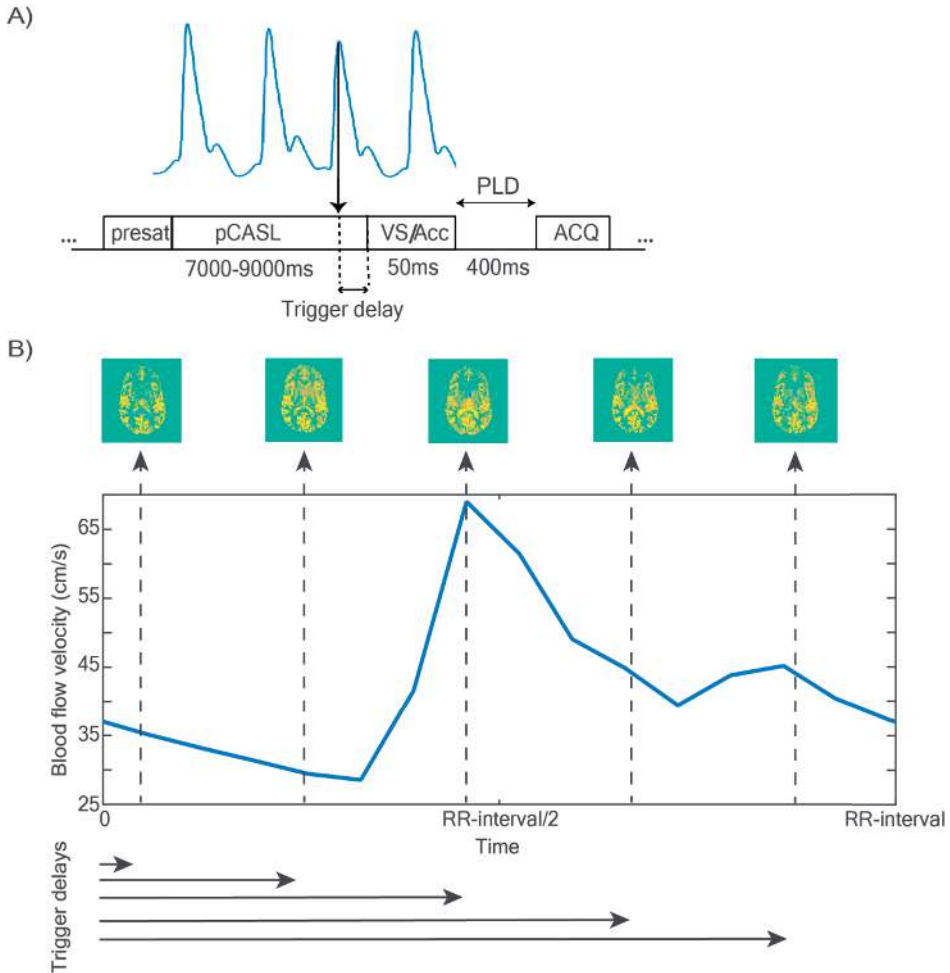 A)
PLD
... presat pCASL VS/Acc ACQ ...
7000-9000ms 50ms 400ms
Trigger delay
B)
Blood flow velocity (cm/s)
65
55
45
35
25
0 RR-interval/2 RR-interval
Time
Trigger delays